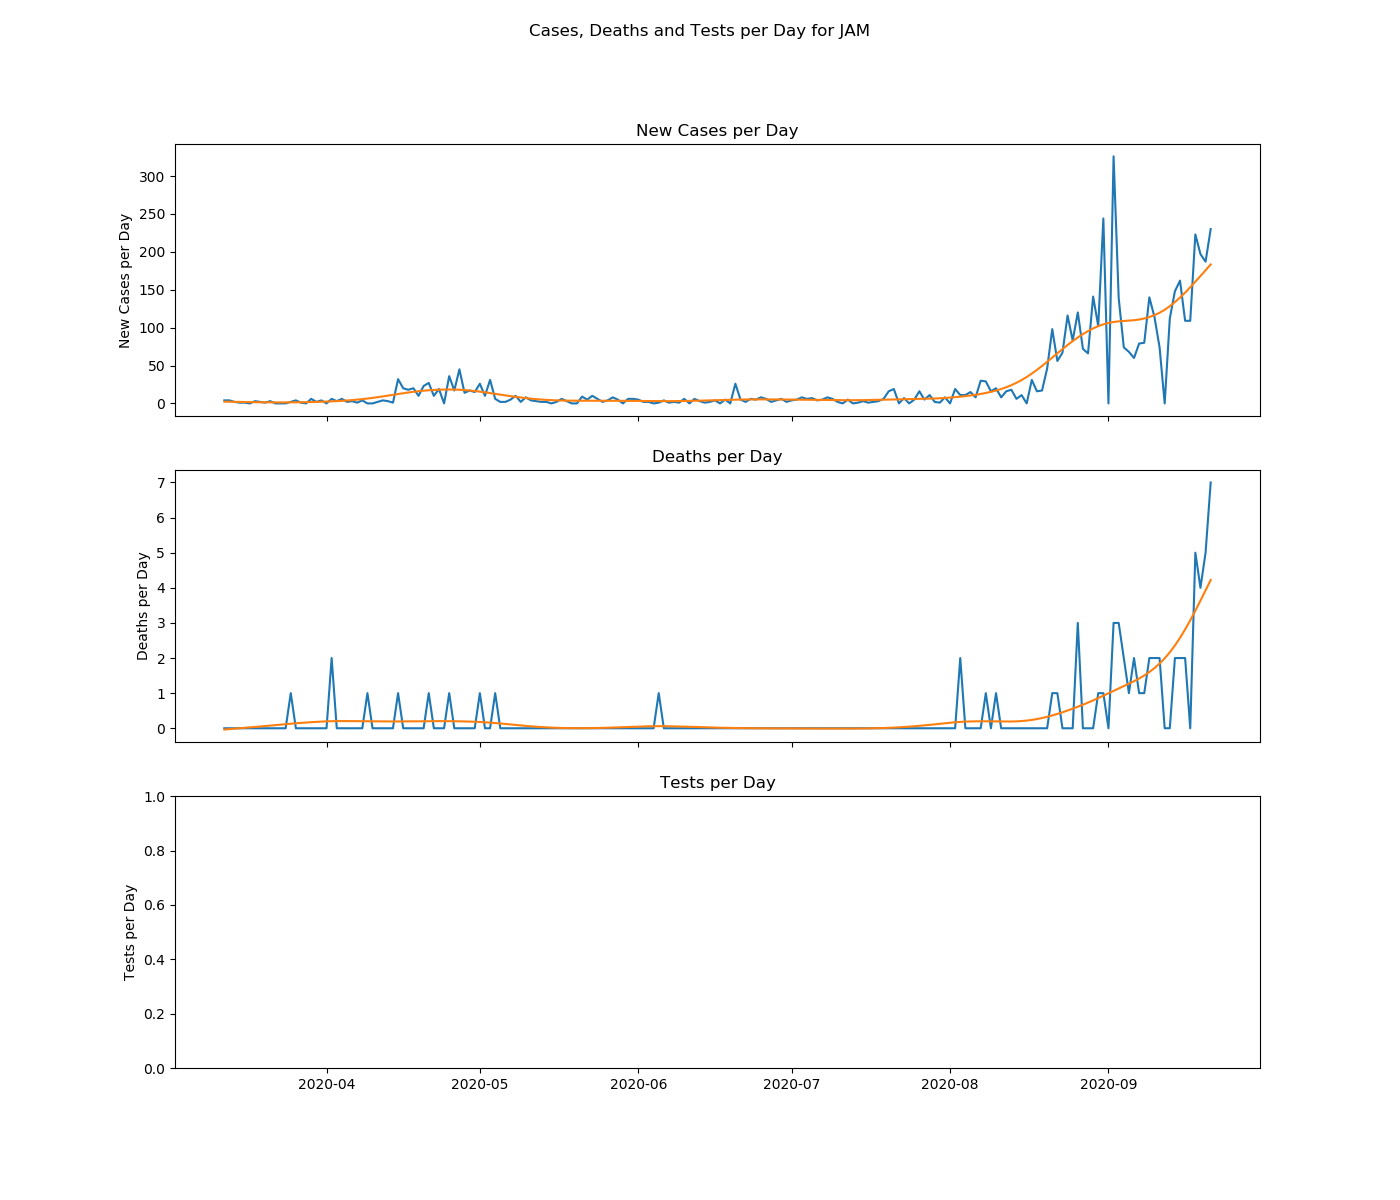 Cases, Deaths and Tests per Day for JAM
New Cases per Day
New Cases per Day
300
250
200
150
100
50
0
Deaths per Day
Deaths per Day
7
6
5
4
3
2
1
0
Tests per Day
Tests per Day
1.0
0.8
0.6
0.4
0.2
0.0
2020-04 2020-05 2020-06 2020-07 2020-08 2020-09